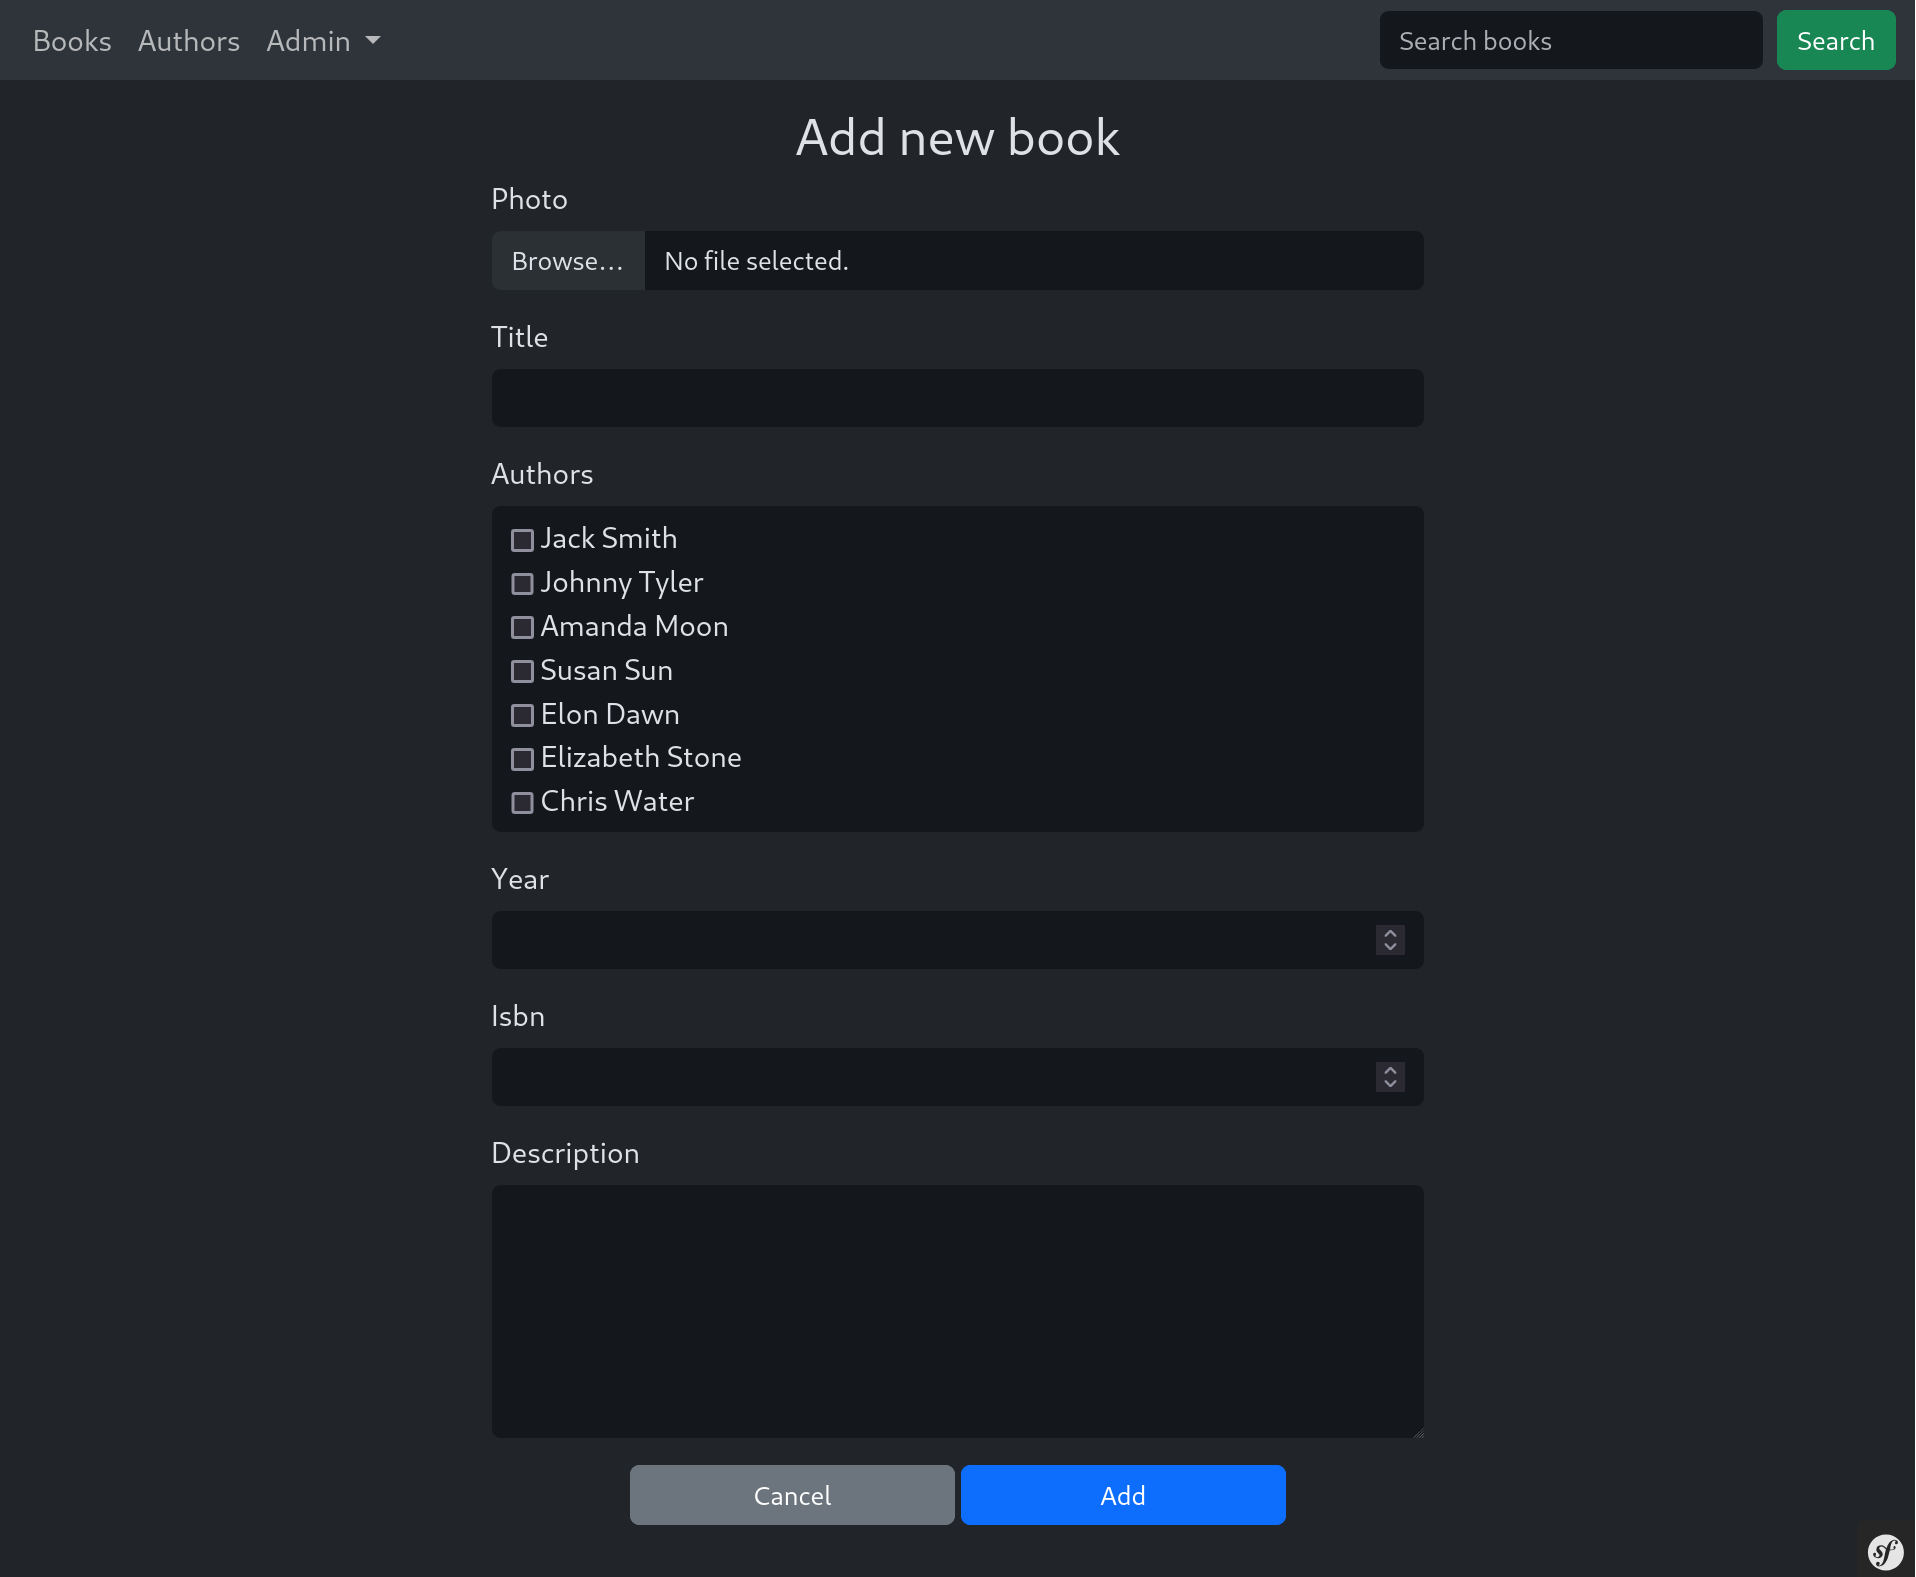 Books Authors Admin Search books Search
Add new book
Photo
Browse... No file selected.
Title
Authors
Jack Smith
Johnny Tyler
Amanda Moon
Susan Sun
Elon Dawn
Elizabeth Stone
Chris Water
Year
Isbn
Description
Cancel Add
sf